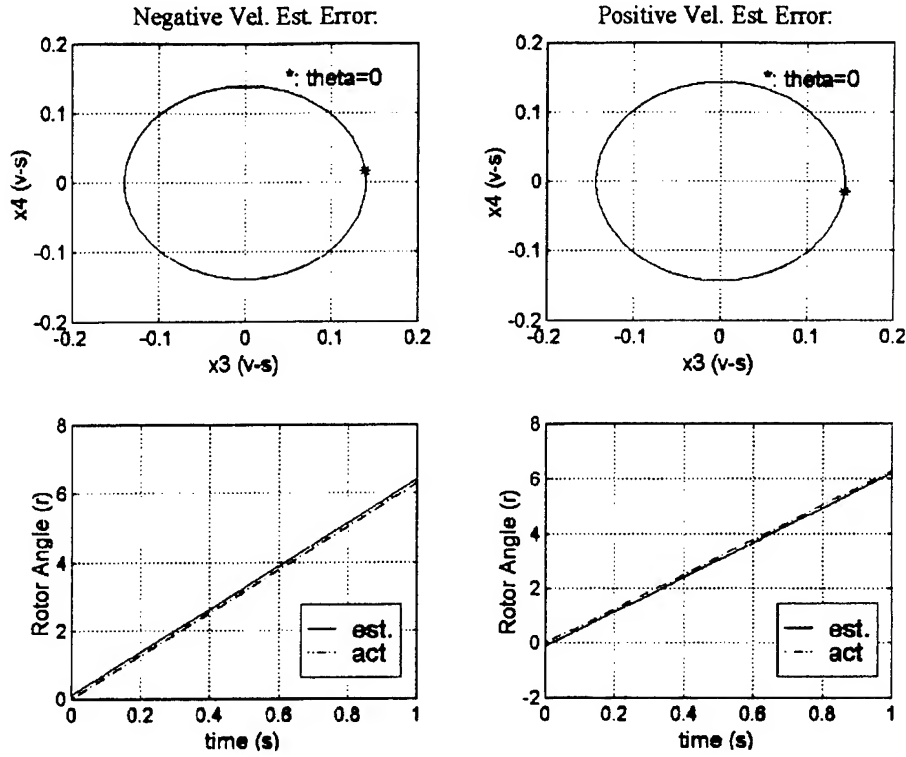 Negative Vel. Est. Error:
0.2
0.1
0
-0.1
-0.2
x4 (v-s)
*: theta=0
-0.2
-0.1
0
0.1
0.2
x3 (v-s)
Positive Vel. Est. Error:
0.2
0.1
0
-0.1
-0.2
x4 (v-s)
*: theta=0
-0.2
-0.1
0
0.1
0.2
x3 (v-s)
8
6
4
2
0
Rotor Angle (r)
est.
act
0
0.2
0.4
0.6
0.8
1
time (s)
8
6
4
2
0
-2
Rotor Angle (r)
est.
act
0
0.2
0.4
0.6
0.8
1
time (s)